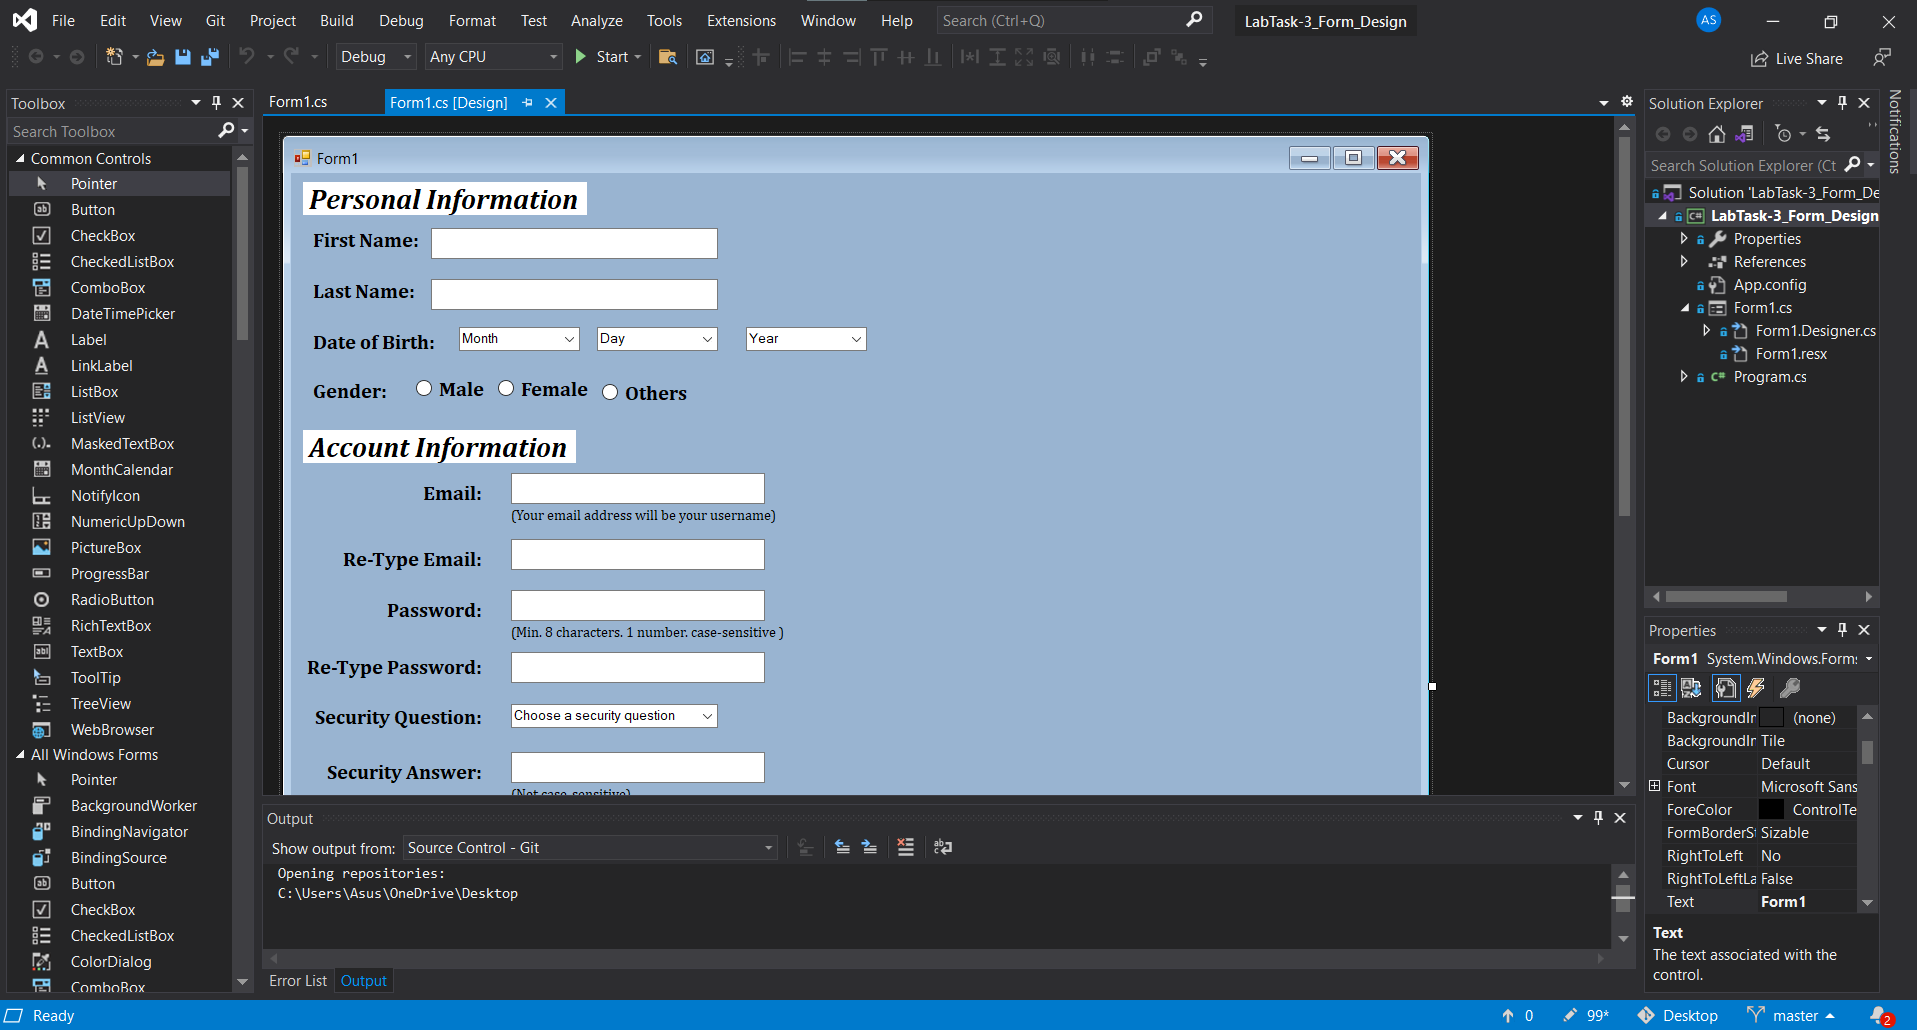 File Edit View Git Project Build Debug Format Test Analyze Tools Extensions Window Help Search (Ctrl+Q) LabTask-3_Form_Design AS
Debug Any CPU Start Live Share
Toolbox
Search Toolbox
Common Controls
Pointer
Button
CheckBox
CheckedListBox
ComboBox
DateTimePicker
Label
LinkLabel
ListBox
ListView
MaskedTextBox
MonthCalendar
NotifyIcon
NumericUpDown
PictureBox
ProgressBar
RadioButton
RichTextBox
TextBox
ToolTip
TreeView
WebBrowser
All Windows Forms
Pointer
BackgroundWorker
BindingNavigator
BindingSource
Button
CheckBox
CheckedListBox
ColorDialog
ComboBox
Form1.cs Form1.cs [Design]
Form1
Personal Information
First Name:
Last Name:
Date of Birth: Month Day Year
Gender: Male Female Others
Account Information
Email:
(Your email address will be your username)
Re-Type Email:
Password:
(Min. 8 characters. 1 number. case-sensitive )
Re-Type Password:
Security Question: Choose a security question
Security Answer:
(Not case-sensitive)
Output
Show output from: Source Control - Git
Opening repositories:
C:\Users\Asus\OneDrive\Desktop
Error List Output
Solution Explorer
Search Solution Explorer (Ct
Solution 'LabTask-3_Form_De
LabTask-3_Form_Design
Properties
References
App.config
Form1.cs
Form1.Designer.cs
Form1.resx
Program.cs
Notifications
Properties
Form1 System.Windows.Forms
BackgroundIr (none)
BackgroundIr Tile
Cursor Default
Font Microsoft Sans
ForeColor ControlTe
FormBorderSt Sizable
RightToLeft No
RightToLeftLa False
Text Form1
Text
The text associated with the
control.
Ready 0 99* Desktop master 2